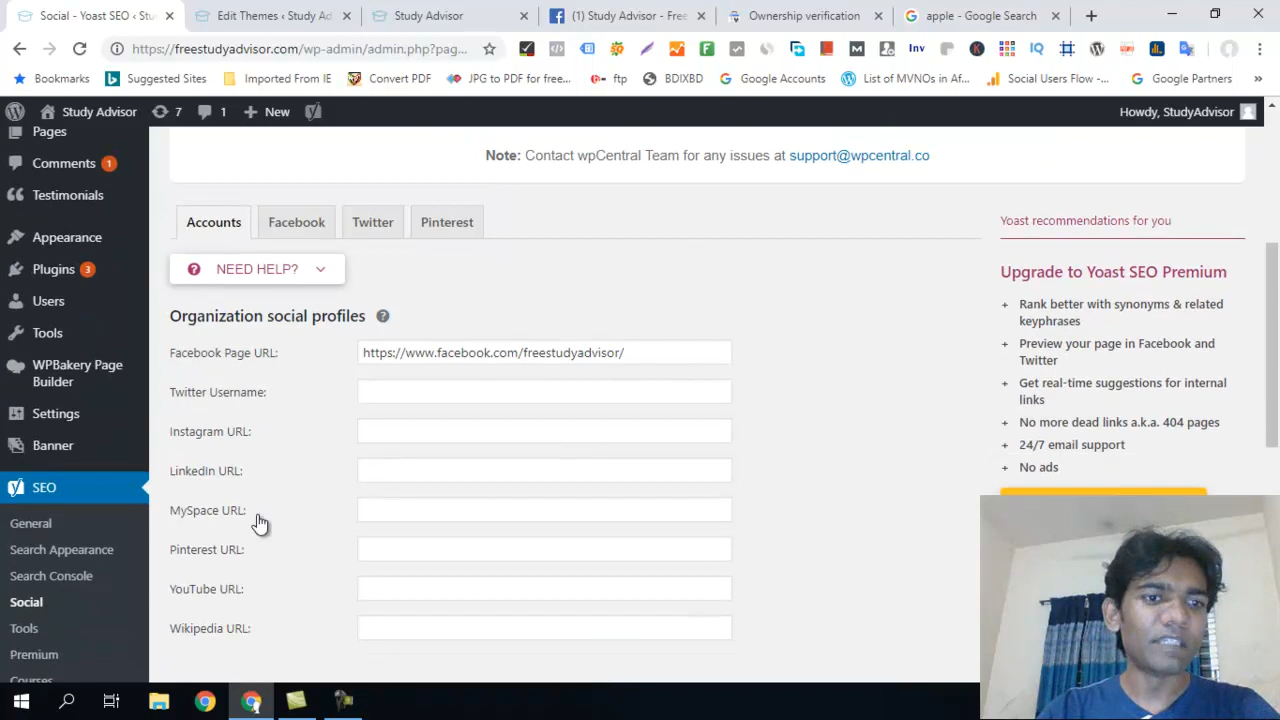 Social - Yoast SEO ‹ Stu
Edit Themes ‹ Study Ad
Study Advisor
(1) Study Advisor - Free
Ownership verification
apple - Google Search
https://freestudyadvisor.com/wp-admin/admin.php?pag...
Inv
Bookmarks
Suggested Sites
Imported From IE
Convert PDF
JPG to PDF for free...
ftp
BDIXBD
Google Accounts
List of MVNOs in Af...
Social Users Flow -...
Google Partners
Study Advisor
7
1
New
Howdy, StudyAdvisor
Pages
Comments 1
Testimonials
Appearance
Plugins 3
Users
Tools
WPBakery Page
Builder
Settings
Banner
SEO
General
Search Appearance
Search Console
Social
Tools
Premium
Courses
Note: Contact wpCentral Team for any issues at support@wpcentral.co
Accounts
Facebook
Twitter
Pinterest
NEED HELP?
Organization social profiles
Facebook Page URL:
https://www.facebook.com/freestudyadvisor/
Twitter Username:
Instagram URL:
LinkedIn URL:
MySpace URL:
Pinterest URL:
YouTube URL:
Wikipedia URL:
Yoast recommendations for you
Upgrade to Yoast SEO Premium
+ Rank better with synonyms & related
keyphrases
+ Preview your page in Facebook and
Twitter
+ Get real-time suggestions for internal
links
+ No more dead links a.k.a. 404 pages
+ 24/7 email support
+ No ads